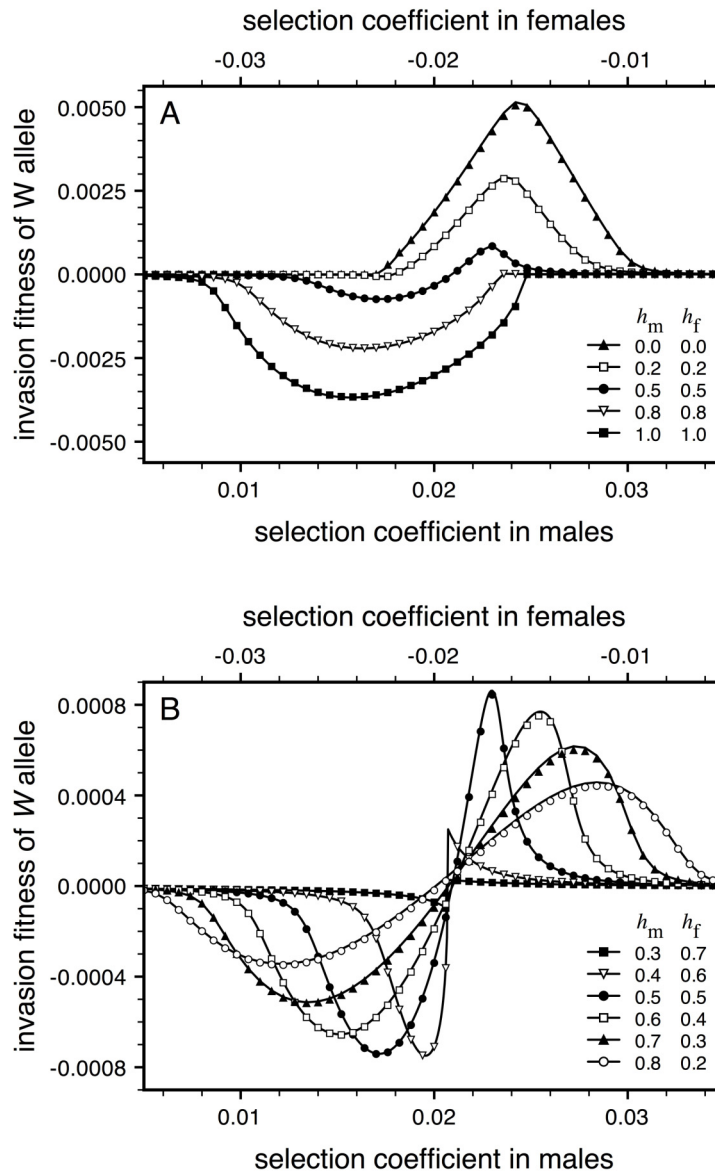 selection coefficient in females
-0.03 -0.02 -0.01
A
invasion fitness of W allele
0.0050
0.0025
0.0000
-0.0025
-0.0050
hm hf
0.0 0.0
0.2 0.2
0.5 0.5
0.8 0.8
1.0 1.0
0.01 0.02 0.03
selection coefficient in males
selection coefficient in females
-0.03 -0.02 -0.01
B
invasion fitness of W allele
0.0008
0.0004
0.0000
-0.0004
-0.0008
hm hf
0.3 0.7
0.4 0.6
0.5 0.5
0.6 0.4
0.7 0.3
0.8 0.2
0.01 0.02 0.03
selection coefficient in males